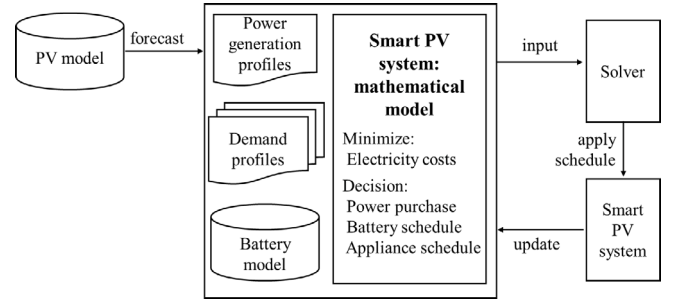 PV model
forecast
Power
generation
profiles
Demand
profiles
Battery
model
Smart PV
system:
mathematical
model
Minimize:
Electricity costs
Decision:
Power purchase
Battery schedule
Appliance schedule
input
Solver
apply
schedule
Smart
PV
system
update